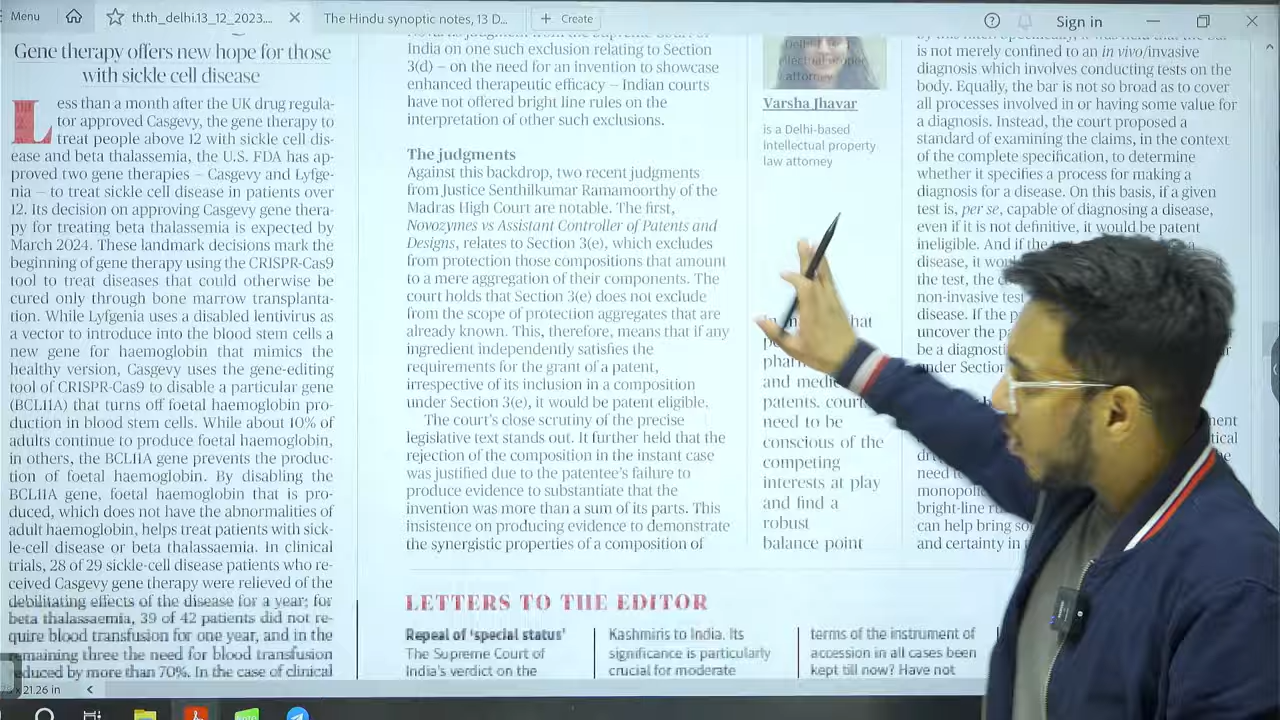 Menu
th.th_delhi.13_12_2023...
The Hindu synoptic notes, 13 D...
+ Create
Sign in
Gene therapy offers new hope for those
with sickle cell disease
Less than a month after the UK drug regula-
tor approved Casgevy, the gene therapy to
treat people above 12 with sickle cell dis-
ease and beta thalassemia, the U.S. FDA has ap-
proved two gene therapies – Casgevy and Lyfge-
nia – to treat sickle cell disease in patients over
12. Its decision on approving Casgevy gene thera-
py for treating beta thalassemia is expected by
March 2024. The landmark decisions mark the
beginning of gene therapy using the CRISPR-Cas9
tool to treat diseases that could otherwise be
cured only through bone marrow transplanta-
tion. While Lyfgenia uses a disabled lentivirus as
a vector to introduce into the blood stem cells a
new gene for haemoglobin that mimics the
healthy version, Casgevy uses the gene-editing
tool of CRISPR-Cas9 to disable a particular gene
(BCL11A) that turns off fetal haemoglobin pro-
duction in blood stem cells. While about 10% of
adults continue to produce fetal haemoglobin,
in others, the BCL11A gene prevents the produc-
tion of fetal haemoglobin. By disabling the
BCL11A gene, fetal haemoglobin that is pro-
duced, which does not have the abnormalities of
adult haemoglobin, helps treat patients with sick-
le-cell disease or beta thalassaemia. In clinical
trials, 28 of 29 sickle cell disease patients who re-
ceived Casgevy gene therapy were relieved of the
debilitating effects of the disease for a year; for
beta thalassaemia, 39 of 42 patients did not re-
quire blood transfusion for one year, and in the
remaining three the need for blood transfusion
reduced by more than 70%. In the case of clinical
India on one such exclusion relating to Section
3(d) – on the need for an invention to showcase
enhanced therapeutic efficacy – Indian courts
have not offered bright line rules on the
interpretation of other such exclusions.
The judgments
Against this backdrop, two recent judgments
from Justice Senthilkumar Ramamoorthy of the
Madras High Court are notable. The first,
Novozymes vs Assistant Controller of Patents and
Designs, relates to Section 3(e), which excludes
from protection those compositions that amount
to a mere aggregation of their components. The
court holds that Section 3(e) does not exclude
from the scope of protection aggregates that are
already known. This, therefore, means that if any
ingredient independently satisfies the
requirements for the grant of a patent,
irrespective of its inclusion in a composition
under Section 3(e), it would be patent eligible.
The court's close scrutiny of the precise
legislative text stands out. It further held that the
rejection of the composition in the instant case
was justified due to the patentee's failure to
produce evidence to substantiate that the
invention was more than a sum of its parts. This
insistence on producing evidence to demonstrate
the synergistic properties of a composition of
Varsha Jhavar
is a Delhi-based
intellectual property
law attorney
and
patents, court
need to be
conscious of the
competing
interests at play
and find a
robust
balance point
is not merely confined to an in vivo/invasive
diagnosis which involves conducting tests on the
body. Equally, the bar is not so broad as to cover
all processes involved in or having some value for
a diagnosis. Instead, the court proposed a
standard of examining the claims, in the context
of the complete specification, to determine
whether it specifies a process for making a
diagnosis for a disease. On this basis, if a given
test is, per se, capable of diagnosing a disease,
even if it is not definitive, it would be patent
ineligible. And if the
disease, it
the test, the
non-invasive test
disease. If the
uncover the
be a
under Section
need
can help bring
and certainty in
LETTERS TO THE EDITOR
Repeal of 'special status'
The Supreme Court of
India's verdict on the
Kashmiris to India. Its
significance is particularly
crucial for moderate
terms of the instrument of
accession in all cases been
kept till now? Have not